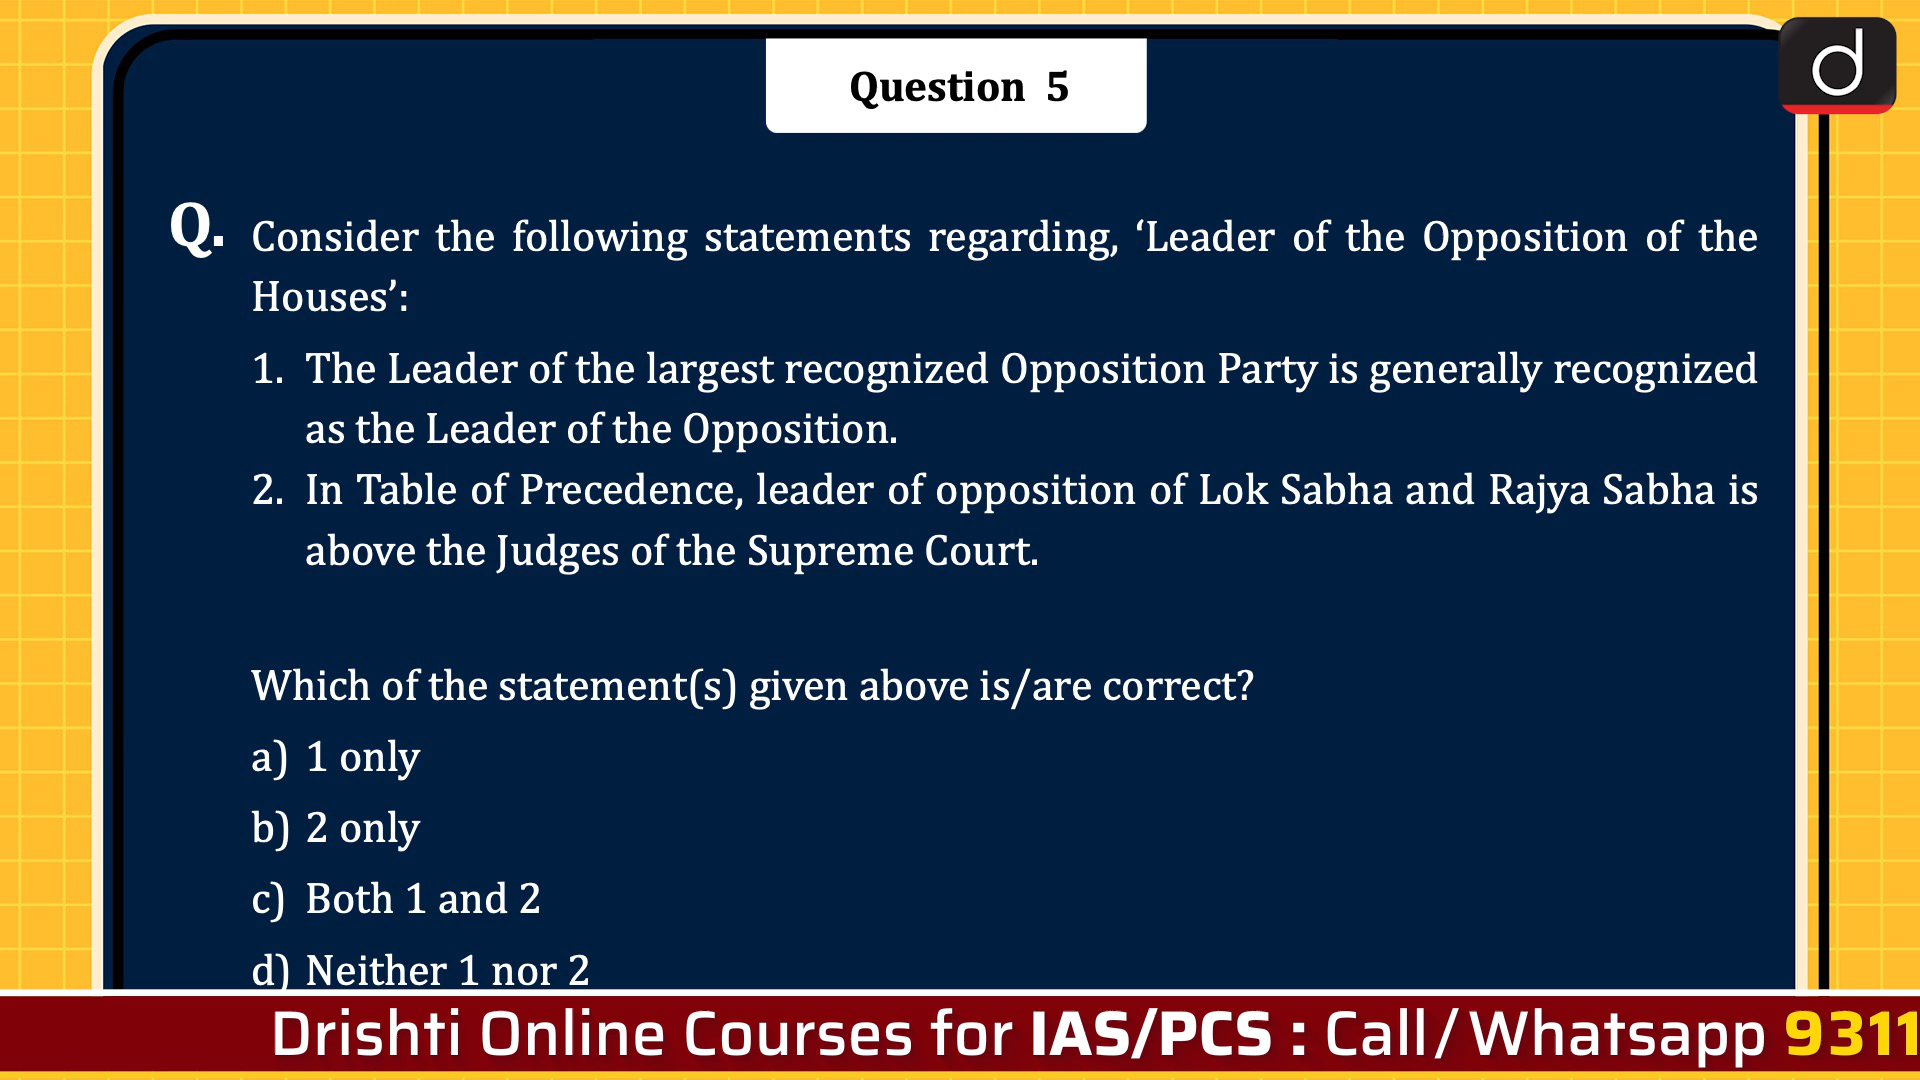 d
Question 5
Q. Consider the following statements regarding, ‘Leader of the Opposition of the
Houses’:
1. The Leader of the largest recognized Opposition Party is generally recognized
as the Leader of the Opposition.
2. In Table of Precedence, leader of opposition of Lok Sabha and Rajya Sabha is
above the Judges of the Supreme Court.
Which of the statement(s) given above is/are correct?
a) 1 only
b) 2 only
c) Both 1 and 2
d) Neither 1 nor 2
Drishti Online Courses for IAS/PCS : Call/Whatsapp 9311